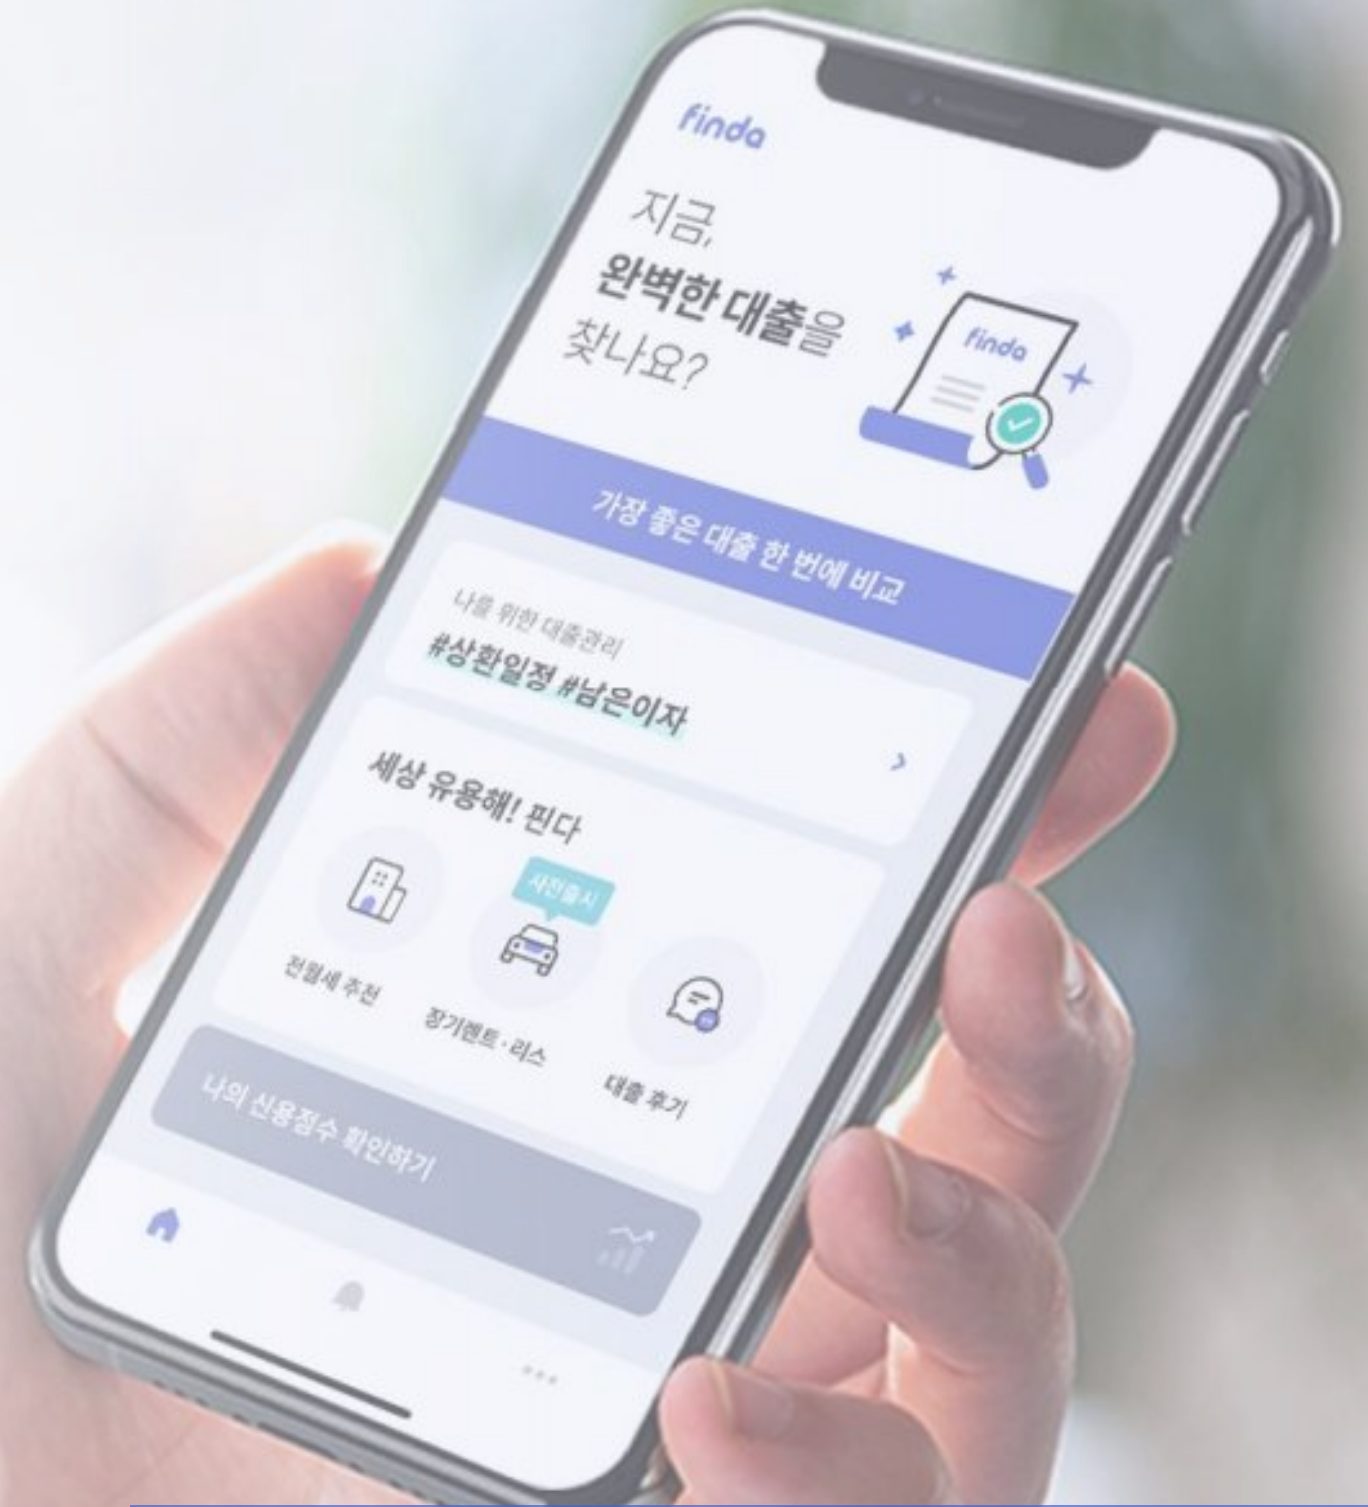 finda
지금,
완벽한 대출을
찾나요?
finda
가장 좋은 대출 한 번에 비교
나를 위한 대출관리
#상환일정 #남은이자
세상 유용해! 핀다
사전출시
전월세 추천
장기렌트·리스
대출 후기
나의 신용점수 확인하기